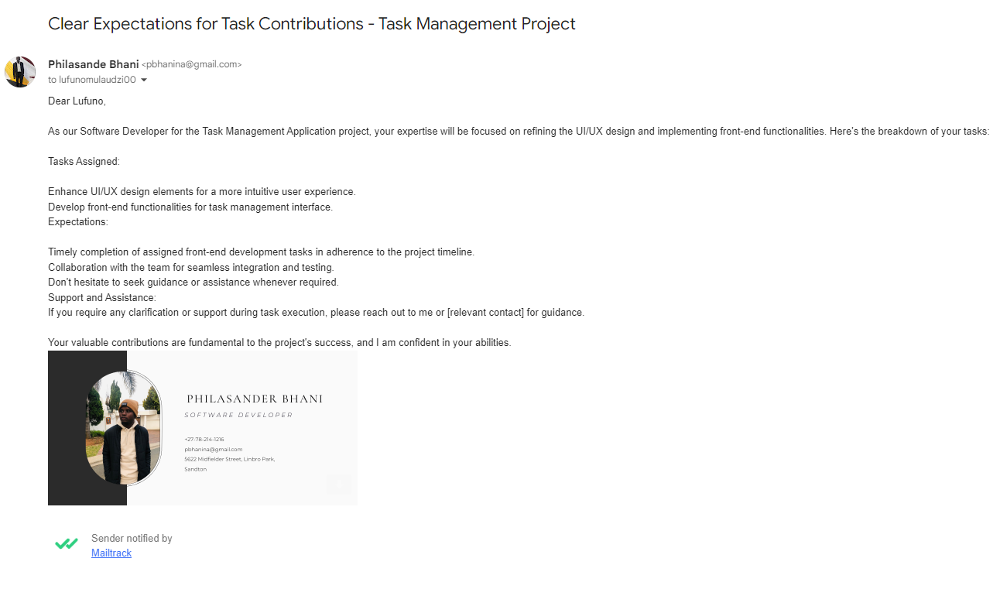 Clear Expectations for Task Contributions - Task Management Project
Philasande Bhani <pbhanina@gmail.com>
to lufunomulaudzi00
Dear Lufuno,
As our Software Developer for the Task Management Application project, your expertise will be focused on refining the UI/UX design and implementing front-end functionalities. Here's the breakdown of your tasks:
Tasks Assigned:
Enhance UI/UX design elements for a more intuitive user experience.
Develop front-end functionalities for task management interface.
Expectations:
Timely completion of assigned front-end development tasks in adherence to the project timeline.
Collaboration with the team for seamless integration and testing.
Don't hesitate to seek guidance or assistance whenever required.
Support and Assistance:
If you require any clarification or support during task execution, please reach out to me or [relevant contact] for guidance.
Your valuable contributions are fundamental to the project's success, and I am confident in your abilities.
PHILASANDER BHANI
SOFTWARE DEVELOPER
+27-78-214-1216
pbhanina@gmail.com
5622 Midfielder Street, Linbro Park,
Sandton
Sender notified by
Mailtrack